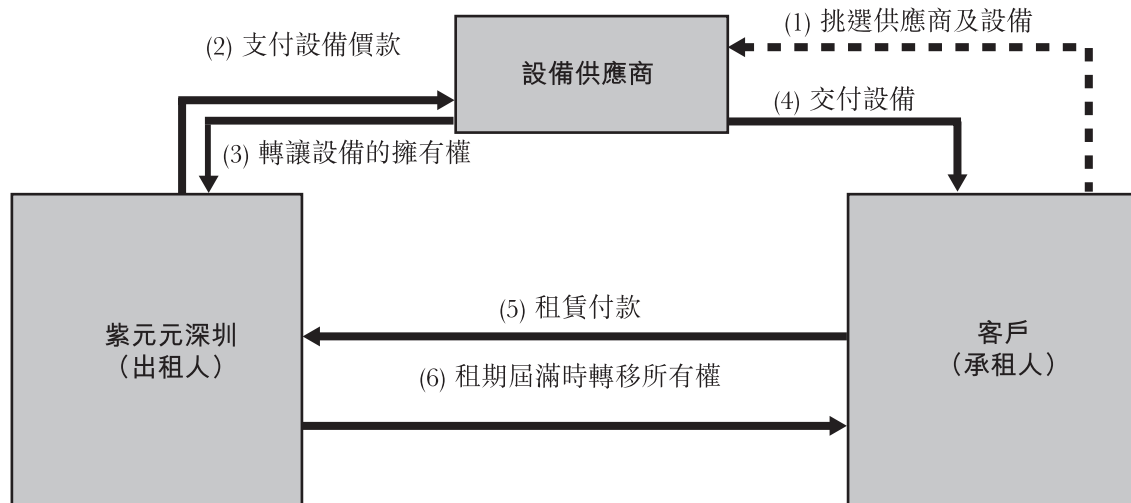 (1) 挑選供應商及設備
(2) 支付設備價款
設備供應商
(4) 交付設備
(3) 轉讓設備的擁有權
(5) 租賃付款
紫元元深圳
（出租人）
客戶
（承租人）
(6) 租期屆滿時轉移所有權